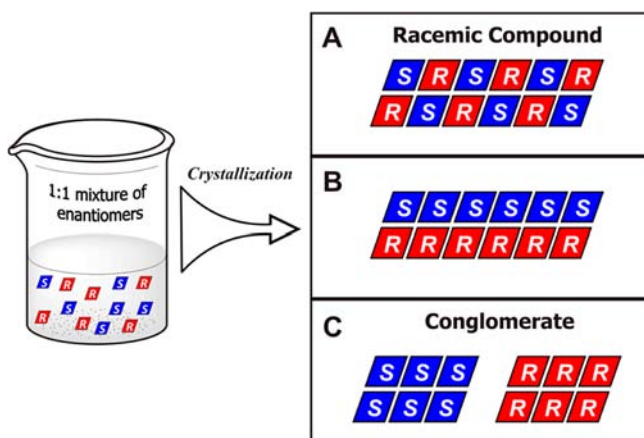 1:1 mixture of
enantiomers
S R R S R
R S R S S R
Crystallization
A Racemic Compound
S R S R S R
R S R S R S
B
S S S S S S
R R R R R R
C Conglomerate
S S S R R R
S S S R R R